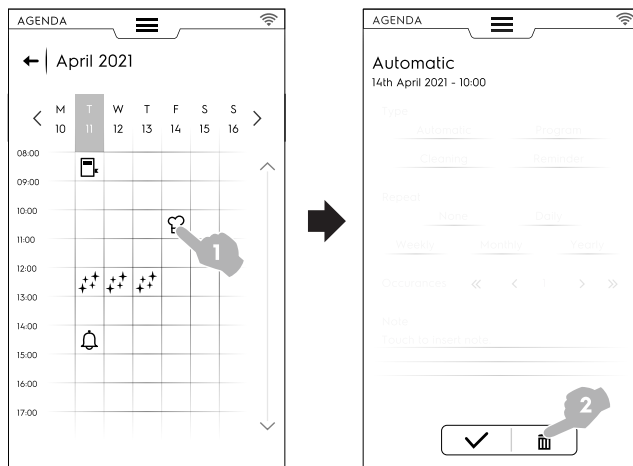 AGENDA
April 2021
M T W T F S S
10 11 12 13 14 15 16
08:00
09:00
10:00
11:00
12:00
13:00
14:00
15:00
16:00
17:00
1
AGENDA
Automatic
14th April 2021 - 10:00
Type
Automatic Program
Cleaning Reminder
Repeat
None Daily
Weekly Monthly Yearly
Occurances 1
Note
Touch to insert note
2